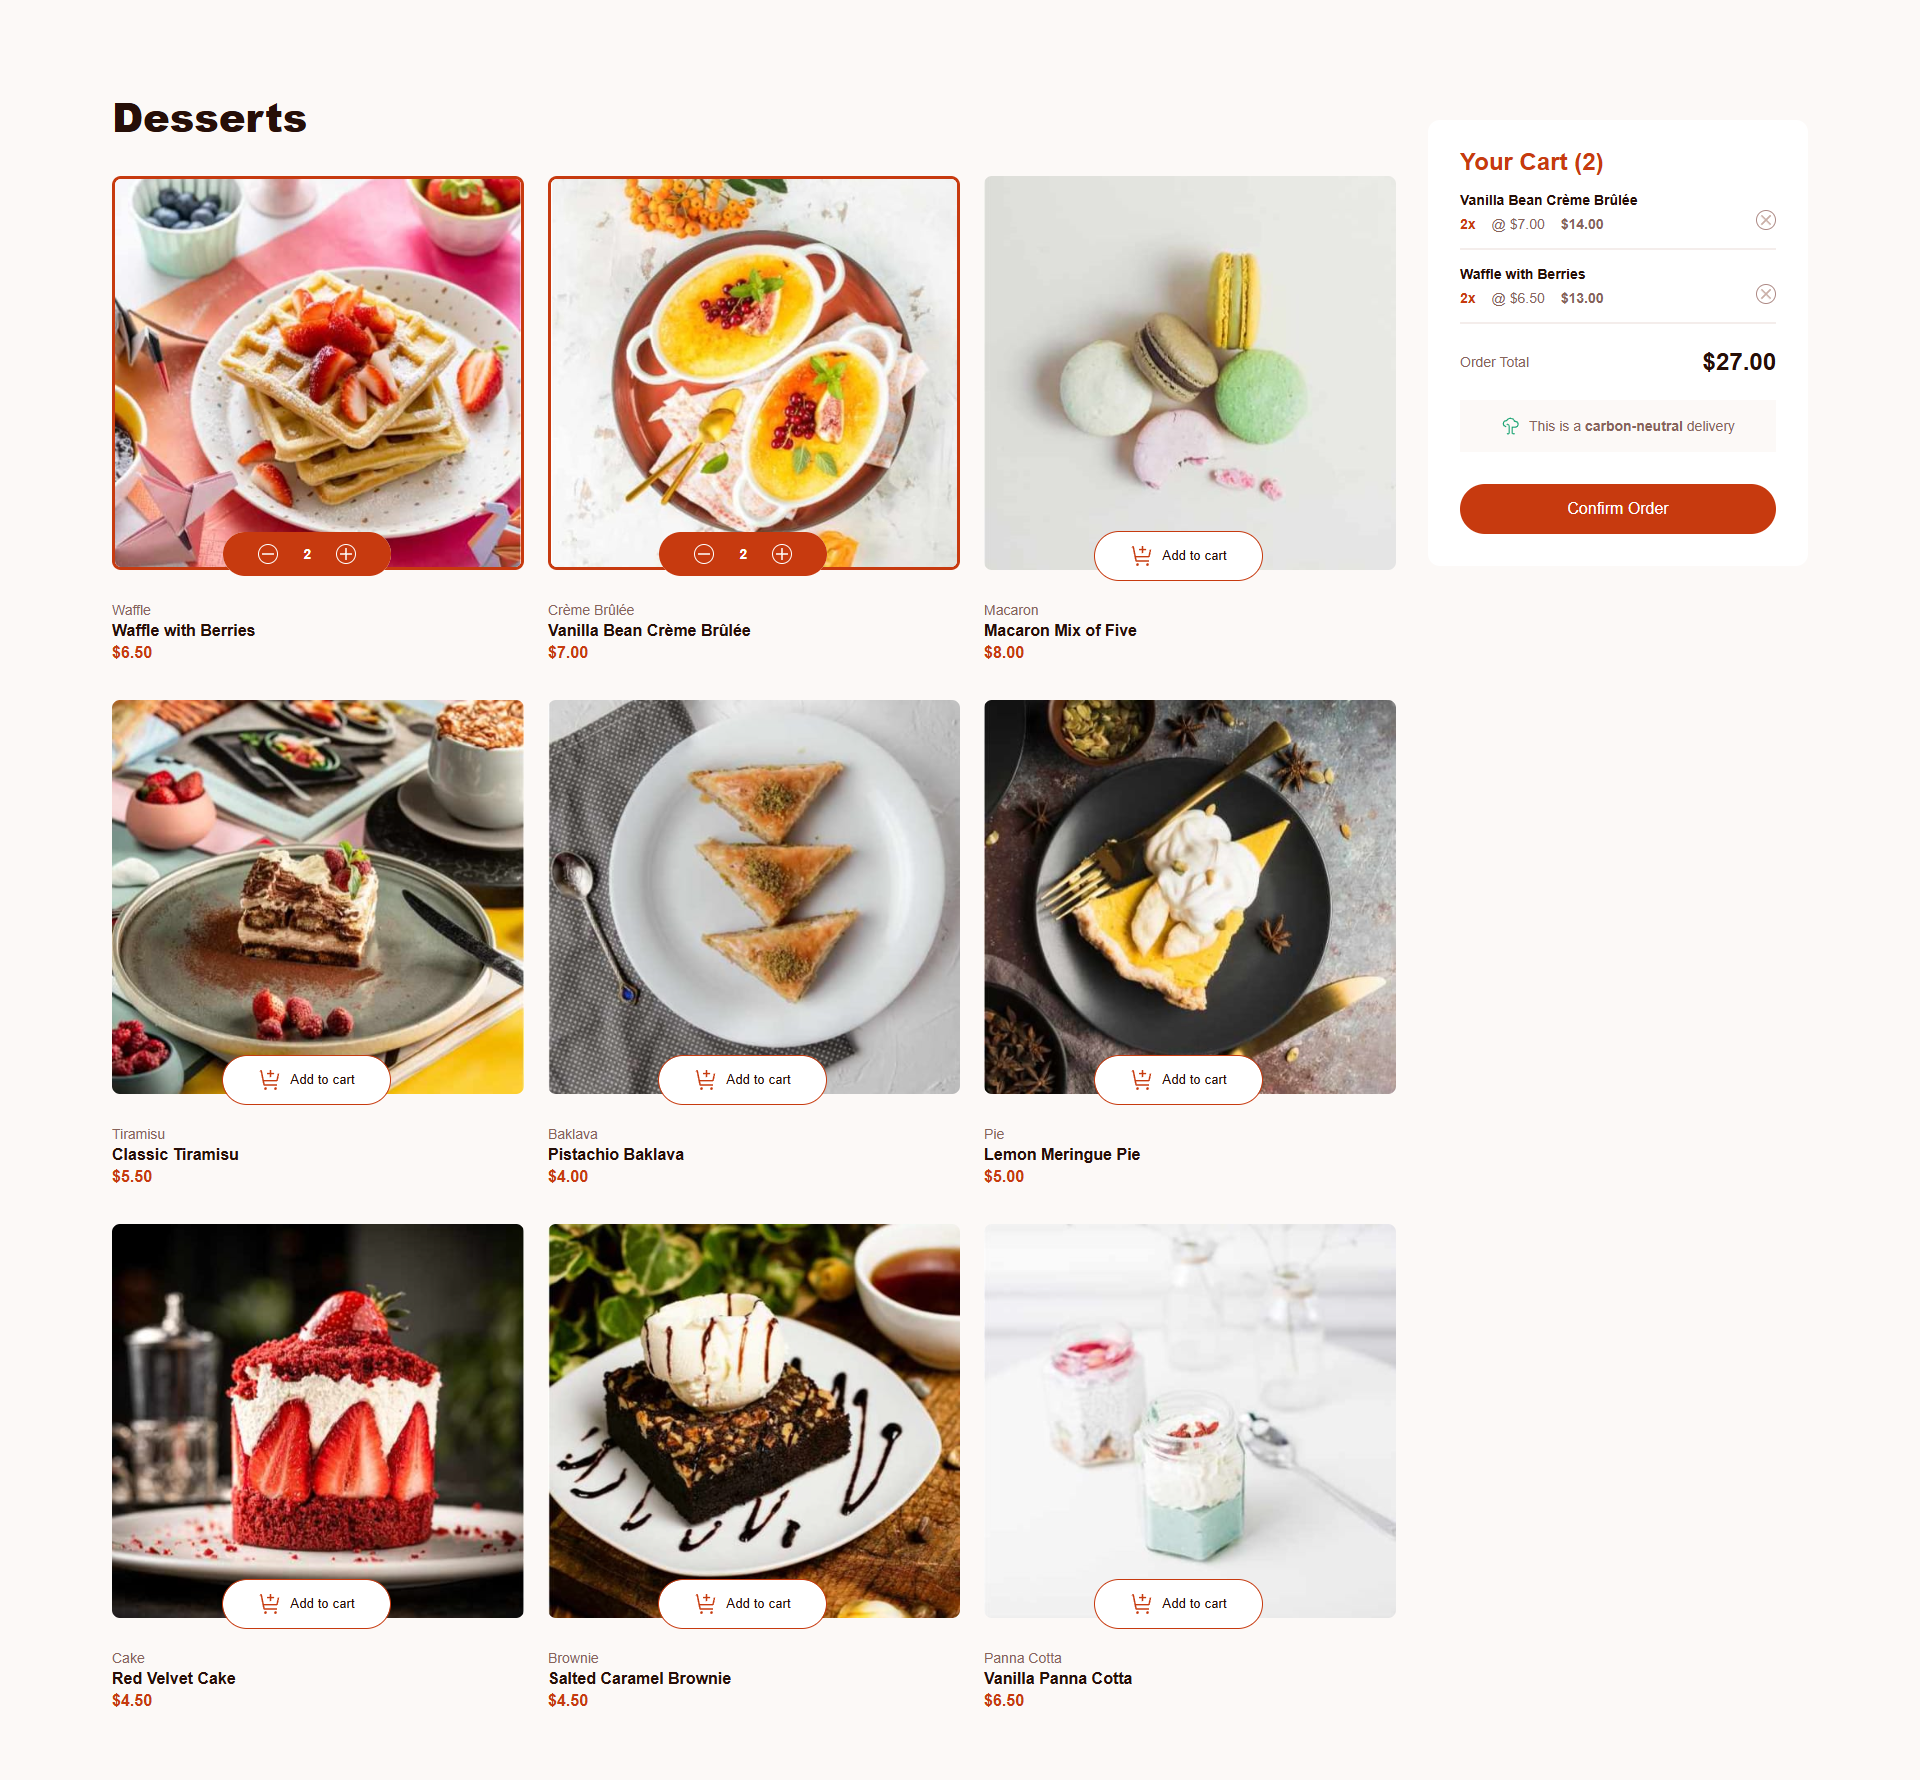 Desserts
2
Waffle
Waffle with Berries
$6.50
2
Crème Brûlée
Vanilla Bean Crème Brûlée
$7.00
Add to cart
Macaron
Macaron Mix of Five
$8.00
Add to cart
Tiramisu
Classic Tiramisu
$5.50
Add to cart
Baklava
Pistachio Baklava
$4.00
Add to cart
Pie
Lemon Meringue Pie
$5.00
Add to cart
Cake
Red Velvet Cake
$4.50
Add to cart
Brownie
Salted Caramel Brownie
$4.50
Add to cart
Panna Cotta
Vanilla Panna Cotta
$6.50
Your Cart (2)
Vanilla Bean Crème Brûlée
2x @ $7.00 $14.00
Waffle with Berries
2x @ $6.50 $13.00
Order Total $27.00
This is a carbon-neutral delivery
Confirm Order